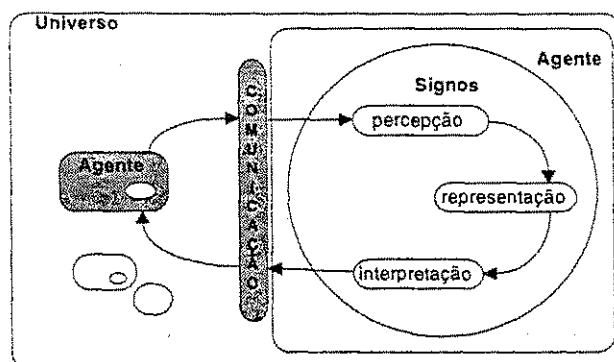 Universo
Agente
Signos
percepção
COMUNICAÇÃO
Agente
representação
interpretação